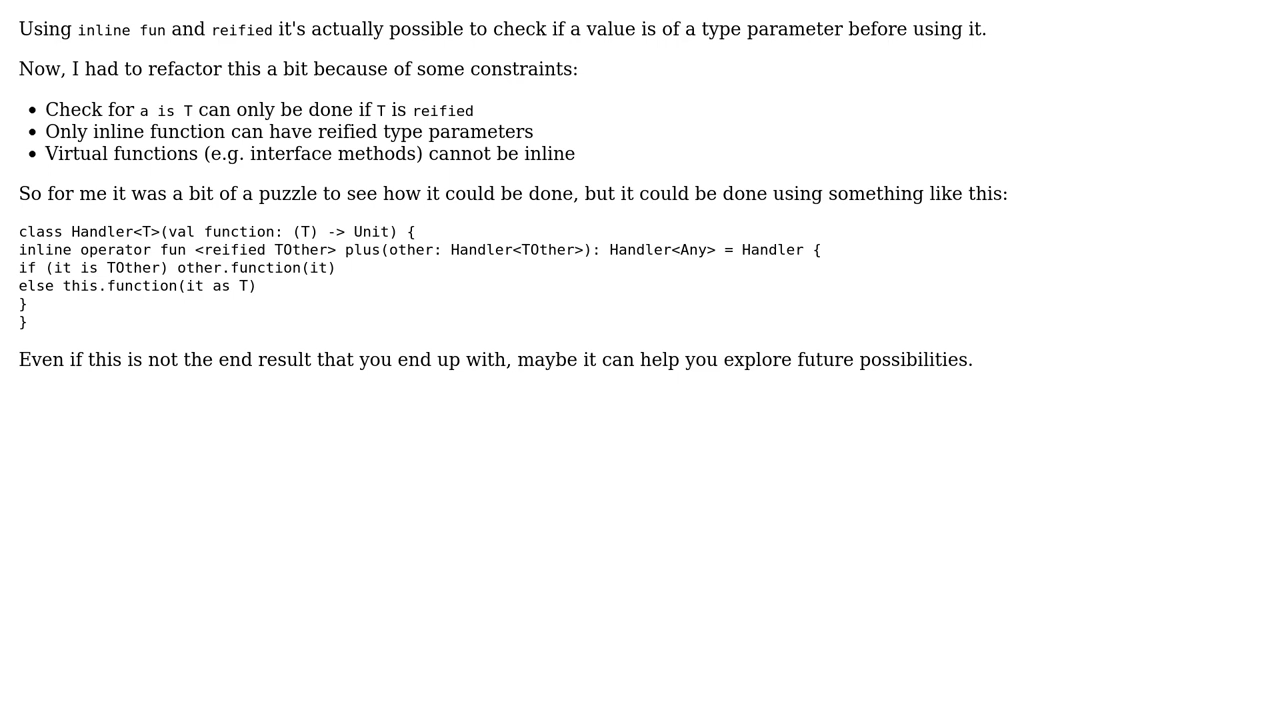 Using inline fun and reified it's actually possible to check if a value is of a type parameter before using it.
Now, I had to refactor this a bit because of some constraints:
• Check for a is T can only be done if T is reified
• Only inline function can have reified type parameters
• Virtual functions (e.g. interface methods) cannot be inline
So for me it was a bit of a puzzle to see how it could be done, but it could be done using something like this:
class Handler<T>(val function: (T) -> Unit) {
inline operator fun <reified TOther> plus(other: Handler<TOther>): Handler<Any> = Handler {
if (it is TOther) other.function(it)
else this.function(it as T)
}
}
Even if this is not the end result that you end up with, maybe it can help you explore future possibilities.